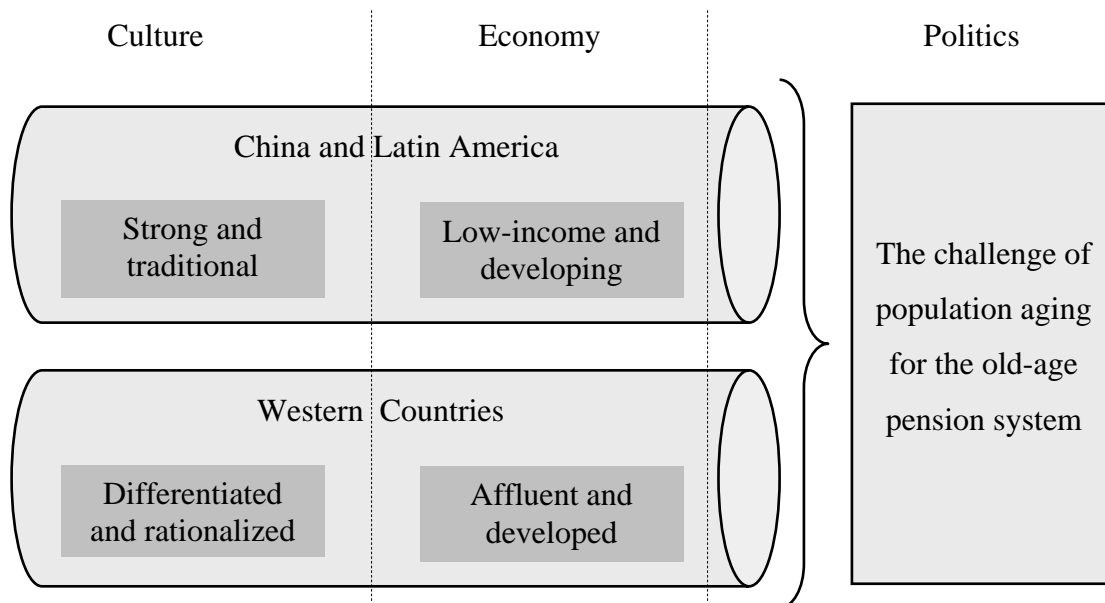 Culture
Economy
Politics
China and Latin America
Strong and
traditional
Low-income and
developing
Western Countries
Differentiated
and rationalized
Affluent and
developed
The challenge of
population aging
for the old-age
pension system